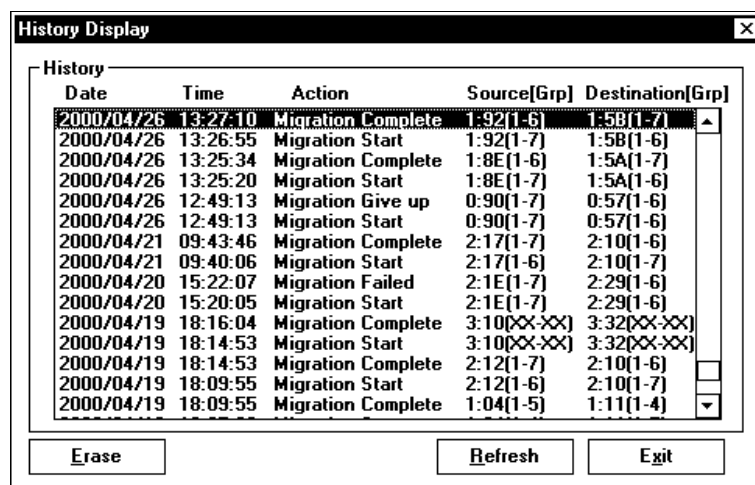 History Display
History
Date Time Action Source[Grp] Destination[Grp]
2000/04/26 13:27:10 Migration Complete 1:92(1-6) 1:5B(1-7)
2000/04/26 13:26:55 Migration Start 1:92(1-7) 1:5B(1-6)
2000/04/26 13:25:34 Migration Complete 1:8E(1-6) 1:5A(1-7)
2000/04/26 13:25:20 Migration Start 1:8E(1-7) 1:5A(1-6)
2000/04/26 12:49:13 Migration Give up 0:90(1-7) 0:57(1-6)
2000/04/26 12:49:13 Migration Start 0:90(1-7) 0:57(1-6)
2000/04/21 09:43:46 Migration Complete 2:17(1-7) 2:10(1-6)
2000/04/21 09:40:06 Migration Start 2:17(1-6) 2:10(1-7)
2000/04/20 15:22:07 Migration Failed 2:1E(1-7) 2:29(1-6)
2000/04/20 15:20:05 Migration Start 2:1E(1-7) 2:29(1-6)
2000/04/19 18:16:04 Migration Complete 3:10(XX-XX) 3:32(XX-XX)
2000/04/19 18:14:53 Migration Start 3:10(XX-XX) 3:32(XX-XX)
2000/04/19 18:14:53 Migration Complete 2:12(1-7) 2:10(1-6)
2000/04/19 18:09:55 Migration Start 2:12(1-6) 2:10(1-7)
2000/04/19 18:09:55 Migration Complete 1:04(1-5) 1:11(1-4)
Erase Refresh Exit